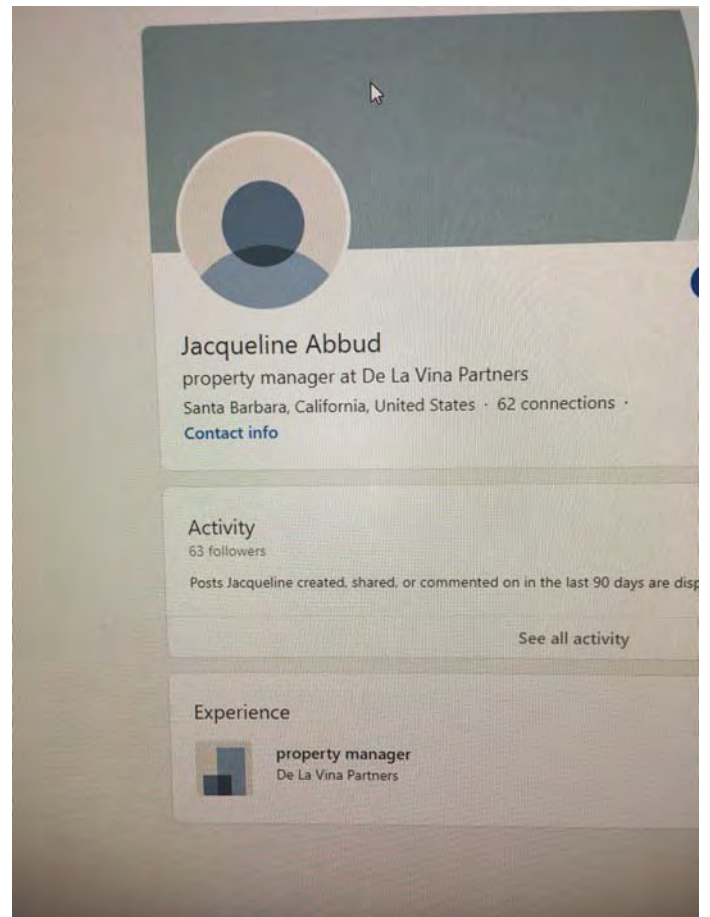 Jacqueline Abbud
property manager at De La Vina Partners
Santa Barbara, California, United States · 62 connections ·
Contact info
Activity
63 followers
Posts Jacqueline created, shared, or commented on in the last 90 days are
See all activity
Experience
property manager
De La Vina Partners